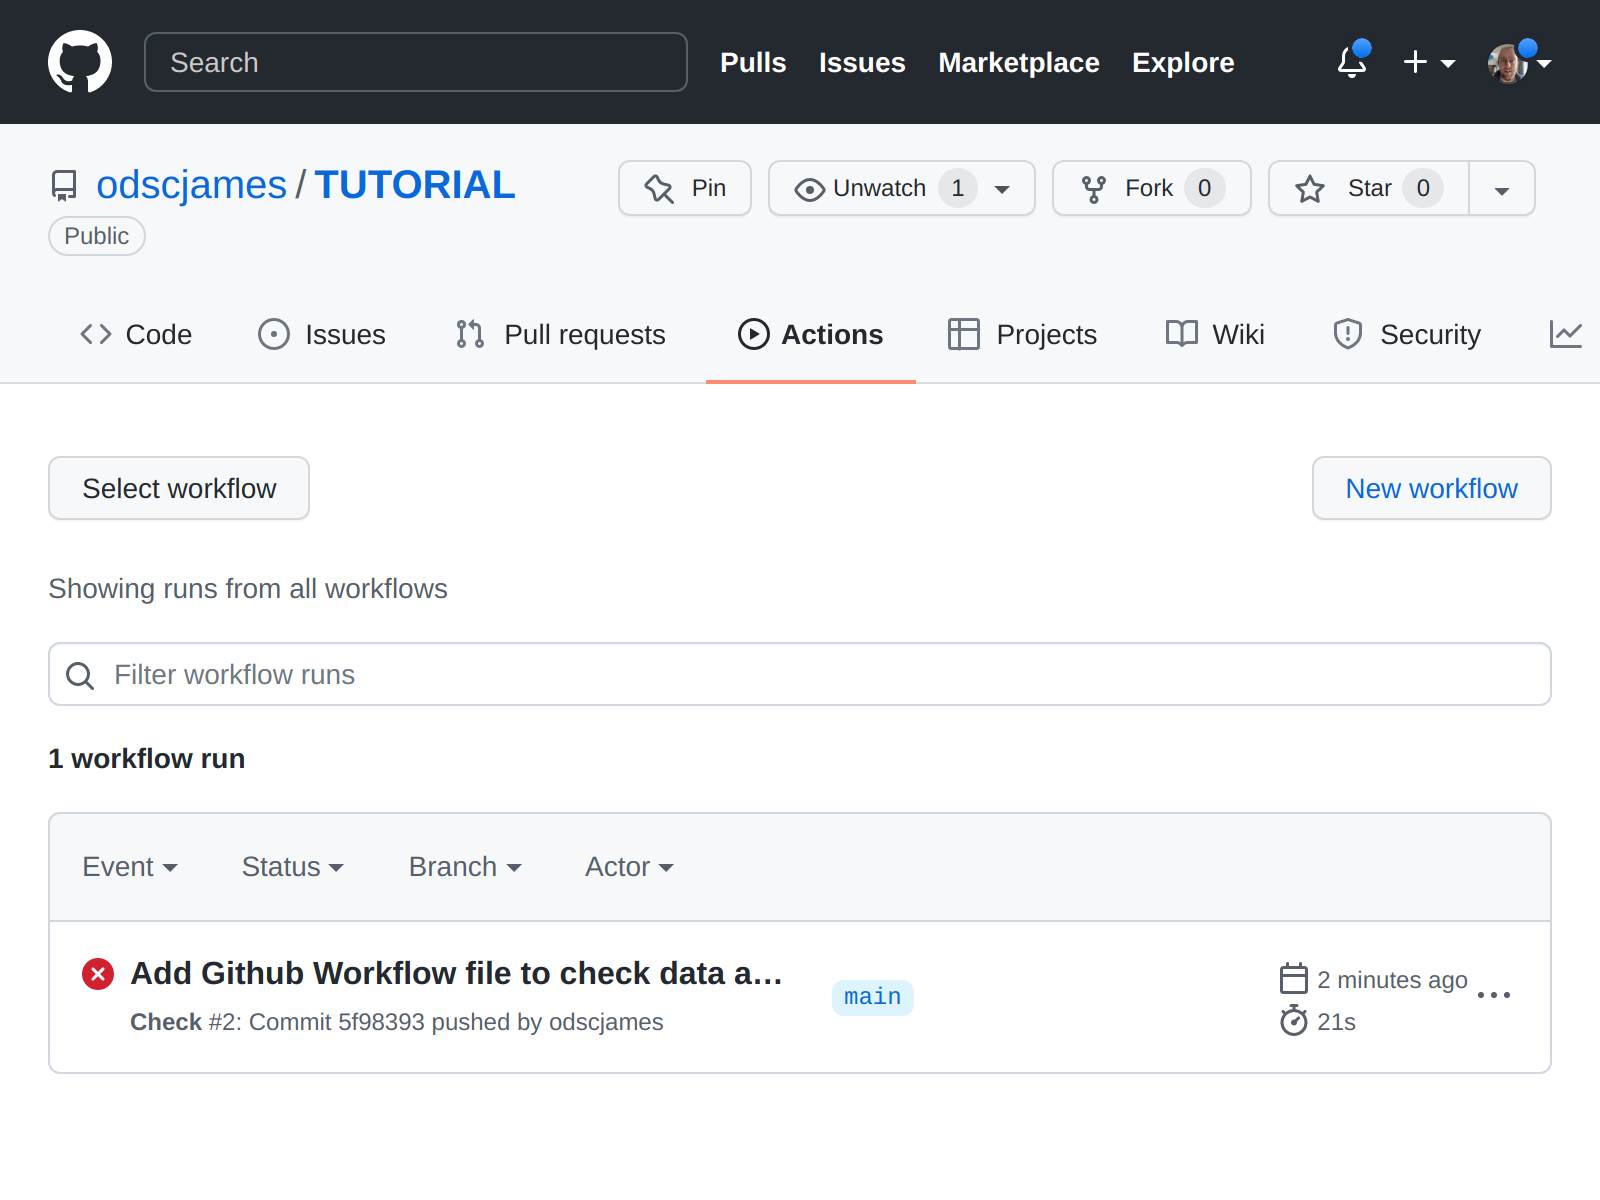 Search Pulls Issues Marketplace Explore
odscjames / TUTORIAL Pin Unwatch 1 Fork 0 Star 0
Public
Code Issues Pull requests Actions Projects Wiki Security
Select workflow New workflow
Showing runs from all workflows
Filter workflow runs
1 workflow run
Event Status Branch Actor
Add Github Workflow file to check data a…
main
2 minutes ago
Check #2: Commit 5f98393 pushed by odscjames
21s